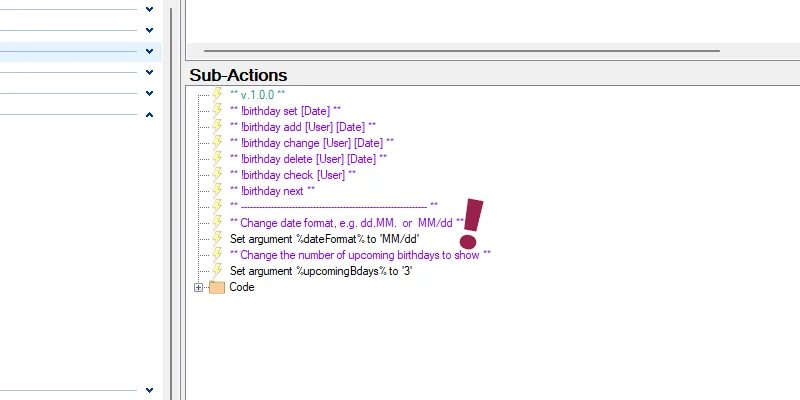 Sub-Actions
** v.1.0.0 **
** !birthday set [Date] **
** !birthday add [User] [Date] **
** !birthday change [User] [Date] **
** !birthday delete [User] [Date] **
** !birthday check [User] **
** !birthday next **
** ------------------------------------------------------------ **
** Change date format, e.g. dd.MM. or MM/dd **
Set argument %dateFormat% to 'MM/dd'
** Change the number of upcoming birthdays to show **
Set argument %upcomingBdays% to '3'
Code